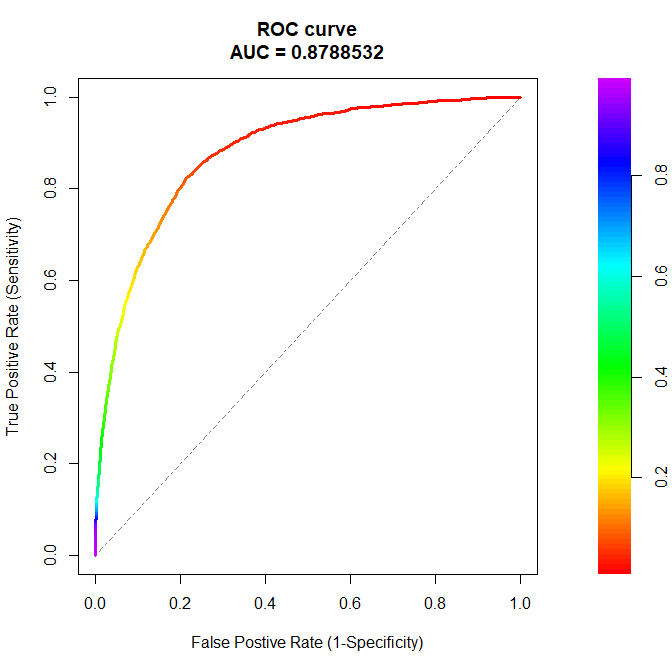 ROC curve
AUC = 0.8788532
True Positive Rate (Sensitivity)
1.0
0.8
0.6
0.4
0.2
0.0
0.0 0.2 0.4 0.6 0.8 1.0
False Postive Rate (1-Specificity)
0.8
0.6
0.4
0.2